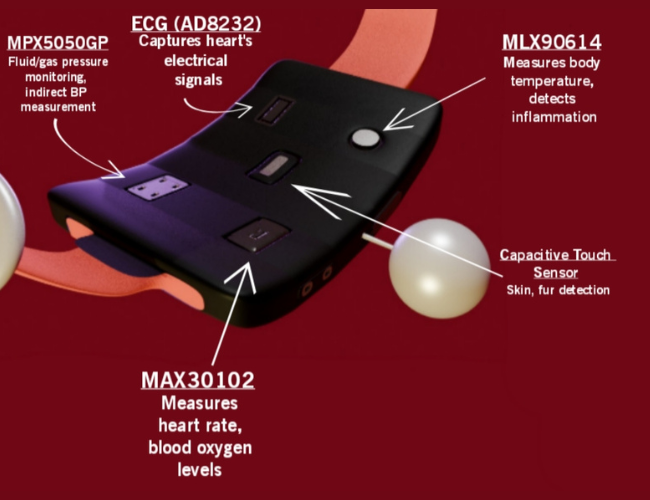 ECG (AD8232)
Captures heart's
electrical
signals
MPX5050GP
Fluid/gas pressure
monitoring,
indirect BP
measurement
MLX90614
Measures body
temperature,
detects
inflammation
Capacitive Touch
Sensor
Skin, fur detection
MAX30102
Measures
heart rate,
blood oxygen
levels